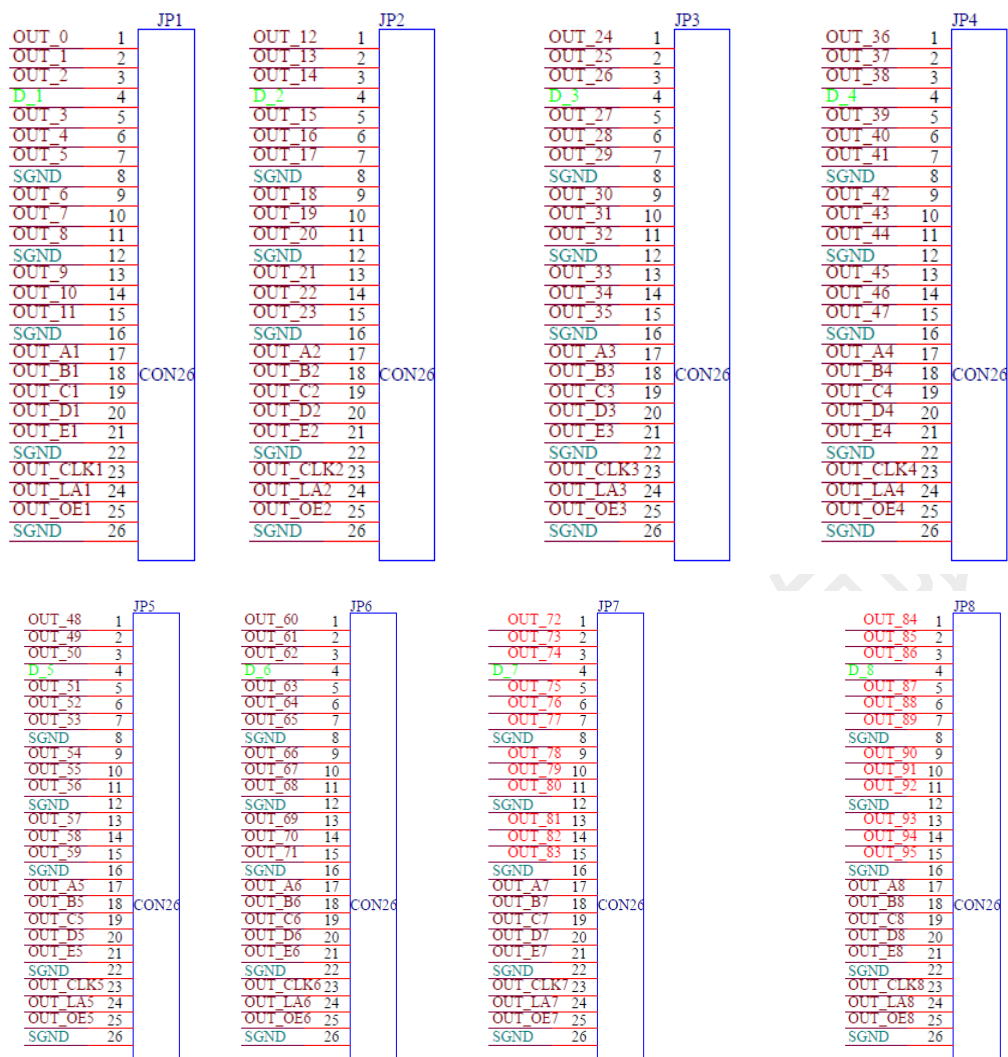 JP1
OUT_0 1
OUT_1 2
OUT_2 3
D_1 4
OUT_3 5
OUT_4 6
OUT_5 7
SGND 8
OUT_6 9
OUT_7 10
OUT_8 11
SGND 12
OUT_9 13
OUT_10 14
OUT_11 15
SGND 16
OUT_A1 17
OUT_B1 18 CON26
OUT_C1 19
OUT_D1 20
OUT_E1 21
SGND 22
OUT_CLK1 23
OUT_LA1 24
OUT_OE1 25
SGND 26
JP2
OUT_12 1
OUT_13 2
OUT_14 3
D_2 4
OUT_15 5
OUT_16 6
OUT_17 7
SGND 8
OUT_18 9
OUT_19 10
OUT_20 11
SGND 12
OUT_21 13
OUT_22 14
OUT_23 15
SGND 16
OUT_A2 17
OUT_B2 18 CON26
OUT_C2 19
OUT_D2 20
OUT_E2 21
SGND 22
OUT_CLK2 23
OUT_LA2 24
OUT_OE2 25
SGND 26
JP3
OUT_24 1
OUT_25 2
OUT_26 3
D_3 4
OUT_27 5
OUT_28 6
OUT_29 7
SGND 8
OUT_30 9
OUT_31 10
OUT_32 11
SGND 12
OUT_33 13
OUT_34 14
OUT_35 15
SGND 16
OUT_A3 17
OUT_B3 18 CON26
OUT_C3 19
OUT_D3 20
OUT_E3 21
SGND 22
OUT_CLK3 23
OUT_LA3 24
OUT_OE3 25
SGND 26
JP4
OUT_36 1
OUT_37 2
OUT_38 3
D_4 4
OUT_39 5
OUT_40 6
OUT_41 7
SGND 8
OUT_42 9
OUT_43 10
OUT_44 11
SGND 12
OUT_45 13
OUT_46 14
OUT_47 15
SGND 16
OUT_A4 17
OUT_B4 18 CON26
OUT_C4 19
OUT_D4 20
OUT_E4 21
SGND 22
OUT_CLK4 23
OUT_LA4 24
OUT_OE4 25
SGND 26
JP5
OUT_48 1
OUT_49 2
OUT_50 3
D_5 4
OUT_51 5
OUT_52 6
OUT_53 7
SGND 8
OUT_54 9
OUT_55 10
OUT_56 11
SGND 12
OUT_57 13
OUT_58 14
OUT_59 15
SGND 16
OUT_A5 17
OUT_B5 18 CON26
OUT_C5 19
OUT_D5 20
OUT_E5 21
SGND 22
OUT_CLK5 23
OUT_LA5 24
OUT_OE5 25
SGND 26
JP6
OUT_60 1
OUT_61 2
OUT_62 3
D_6 4
OUT_63 5
OUT_64 6
OUT_65 7
SGND 8
OUT_66 9
OUT_67 10
OUT_68 11
SGND 12
OUT_69 13
OUT_70 14
OUT_71 15
SGND 16
OUT_A6 17
OUT_B6 18 CON26
OUT_C6 19
OUT_D6 20
OUT_E6 21
SGND 22
OUT_CLK6 23
OUT_LA6 24
OUT_OE6 25
SGND 26
JP7
OUT_72 1
OUT_73 2
OUT_74 3
D_7 4
OUT_75 5
OUT_76 6
OUT_77 7
SGND 8
OUT_78 9
OUT_79 10
OUT_80 11
SGND 12
OUT_81 13
OUT_82 14
OUT_83 15
SGND 16
OUT_A7 17
OUT_B7 18 CON26
OUT_C7 19
OUT_D7 20
OUT_E7 21
SGND 22
OUT_CLK7 23
OUT_LA7 24
OUT_OE7 25
SGND 26
JP8
OUT_84 1
OUT_85 2
OUT_86 3
D_8 4
OUT_87 5
OUT_88 6
OUT_89 7
SGND 8
OUT_90 9
OUT_91 10
OUT_92 11
SGND 12
OUT_93 13
OUT_94 14
OUT_95 15
SGND 16
OUT_A8 17
OUT_B8 18 CON26
OUT_C8 19
OUT_D8 20
OUT_E8 21
SGND 22
OUT_CLK8 23
OUT_LA8 24
OUT_OE8 25
SGND 26